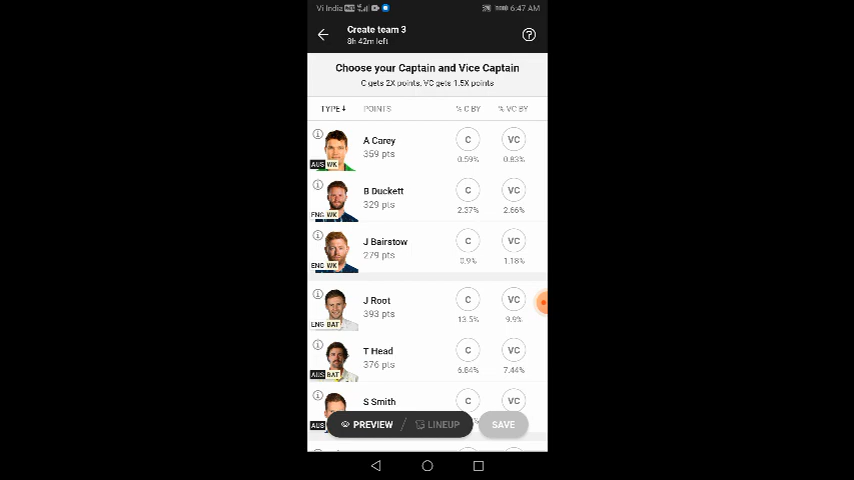 Vi India
6:47 AM
Create team 3
8h 42m left
Choose your Captain and Vice Captain
C gets 2X points, VC gets 1.5X points
TYPE POINTS % C BY % VC BY
A Carey C VC
359 pts 0.59% 0.83%
AUS WK
B Duckett C VC
329 pts 2.37% 2.66%
ENG WK
J Bairstow C VC
279 pts 0.9% 1.18%
ENG WK
J Root C VC
393 pts 13.5% 9.9%
ENG BAT
T Head C VC
376 pts 6.84% 7.44%
AUS BAT
S Smith C VC
AUS
PREVIEW / LINEUP SAVE